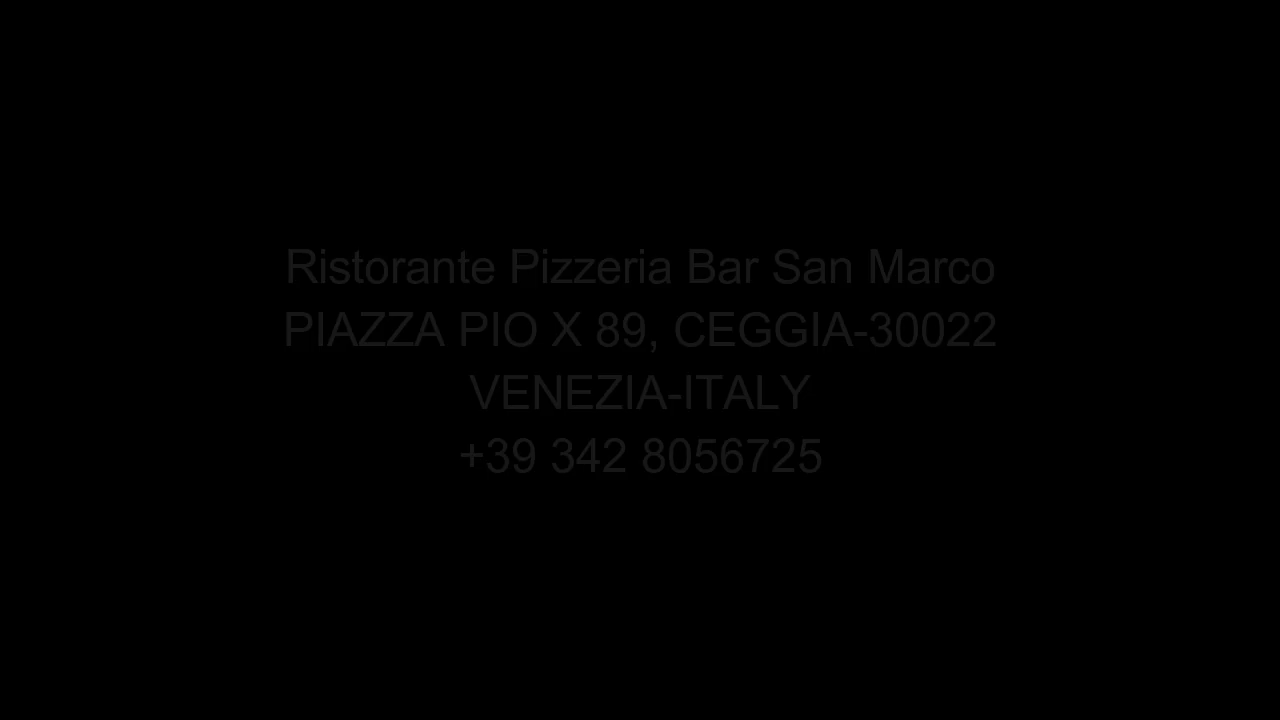 Ristorante Pizzeria Bar San Marco
PIAZZA PIO X 89, CEGGIA-30022
VENEZIA-ITALY
+39 342 8056725